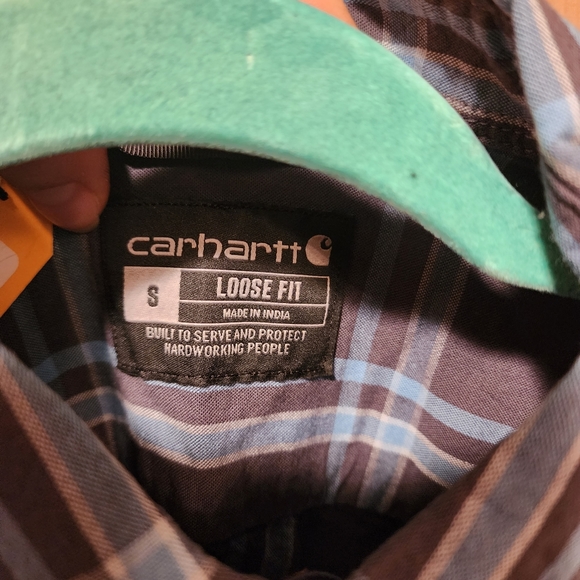 carhartt
S
LOOSE FIT
MADE IN INDIA
BUILT TO SERVE AND PROTECT
HARDWORKING PEOPLE